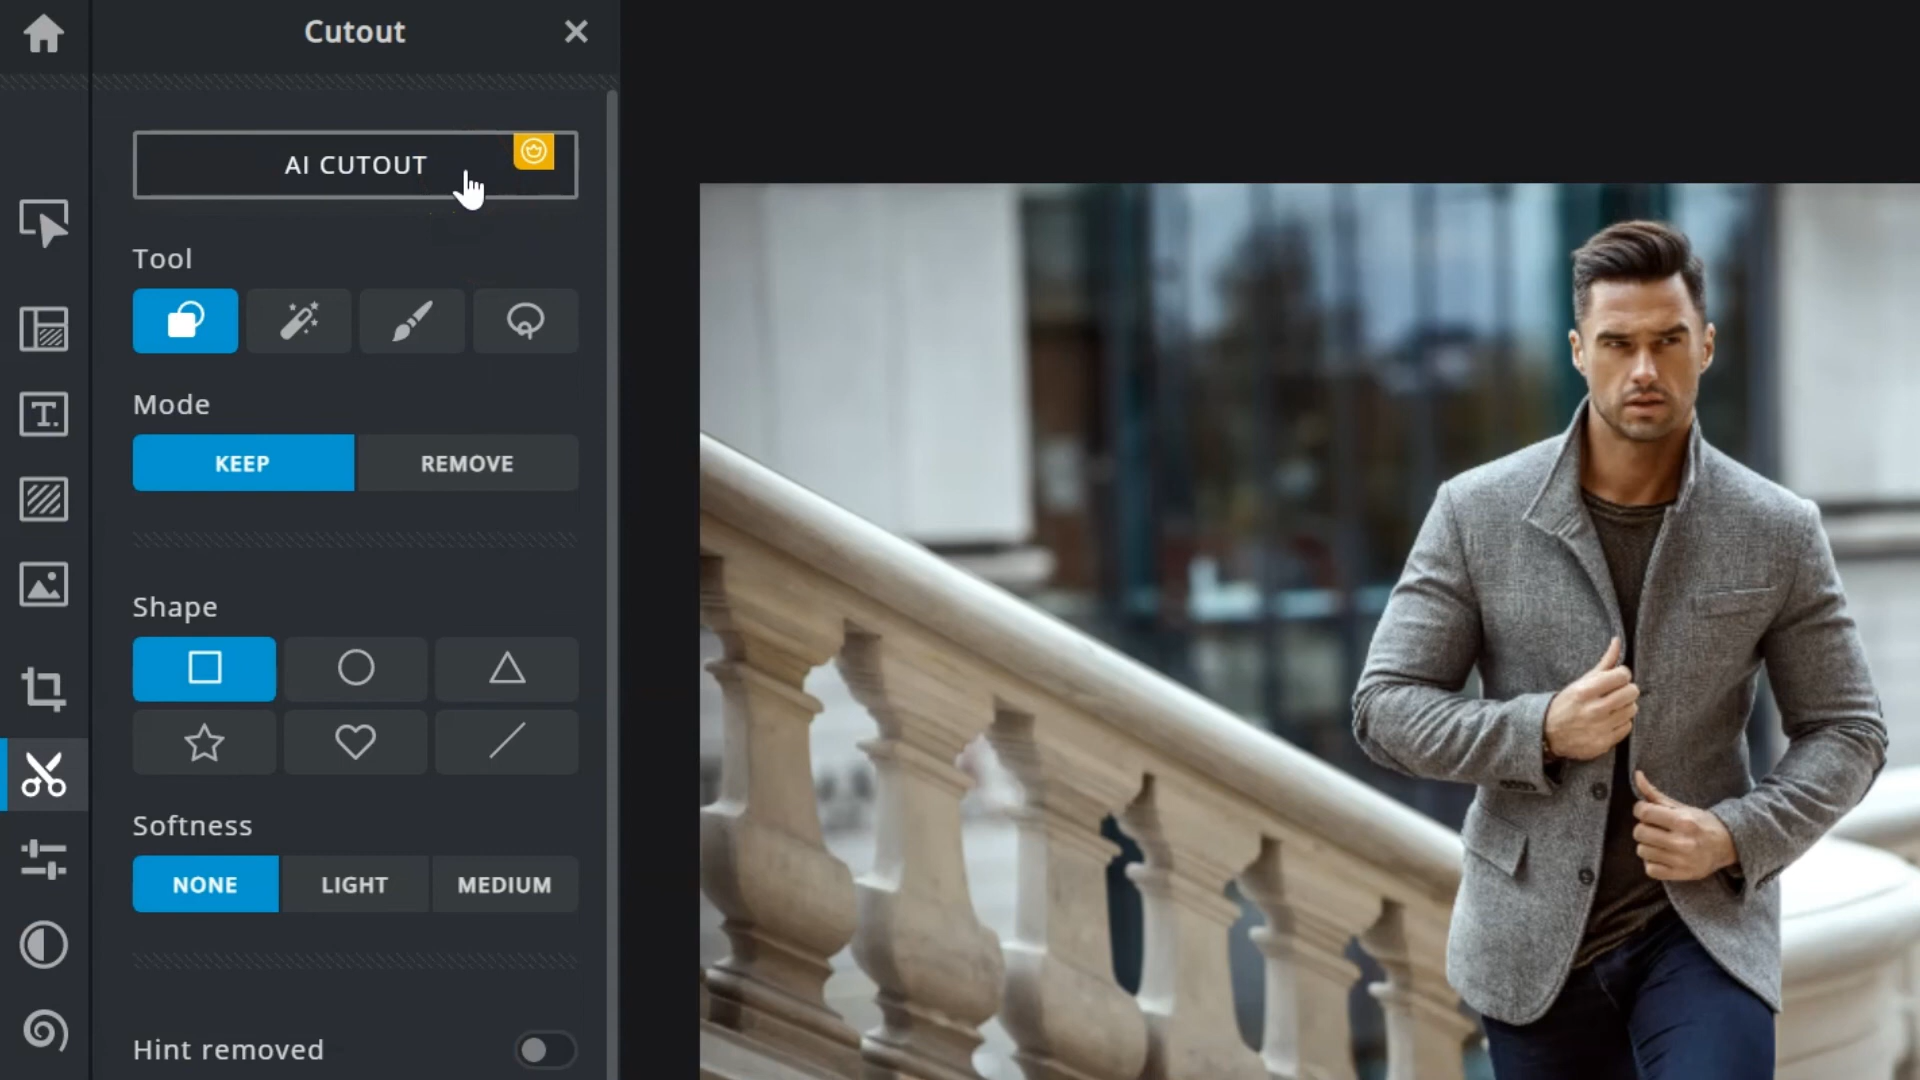 Cutout
AI CUTOUT
Tool
Mode
KEEP REMOVE
Shape
Softness
NONE LIGHT MEDIUM
Hint removed